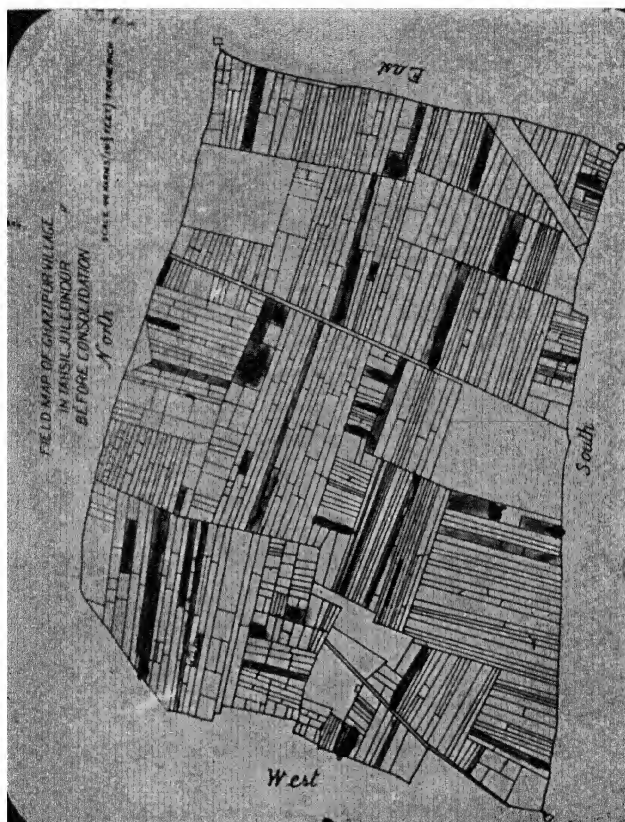 FIELD MAP OF GHAZIPUR VILLAGE
IN TAHSIL JULLUNDUR
BEFORE CONSOLIDATION
North
East
South
West